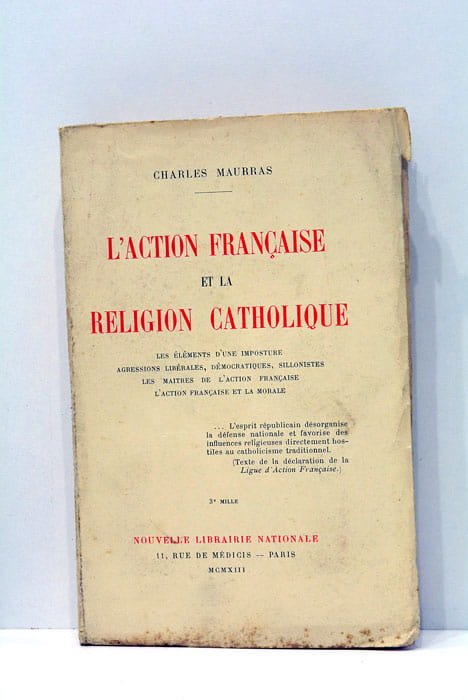 CHARLES MAURRAS
L'ACTION FRANÇAISE
ET LA
RELIGION CATHOLIQUE
LES ÉLÉMENTS D'UNE IMPOSTURE
AGRESSIONS LIBÉRALES, DÉMOCRATIQUES, SILLONISTES
LES MAITRES DE L'ACTION FRANÇAISE
L'ACTION FRANÇAISE ET LA MORALE
... L'esprit républicain désorganise
la défense nationale et favorise des
influences religieuses directement hos-
tiles au catholicisme traditionnel.
(Texte de la déclaration de la
Ligue d'Action Française.)
3e MILLE
NOUVELLE LIBRAIRIE NATIONALE
11, RUE DE MÉDICIS — PARIS
MCMXIII